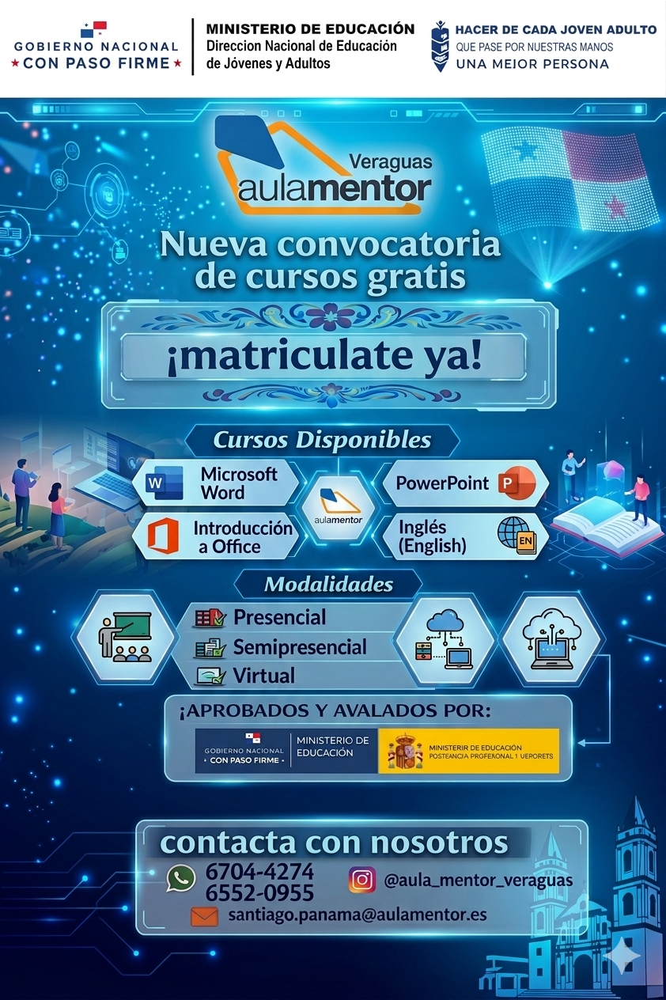 GOBIERNO NACIONAL
CON PASO FIRME
MINISTERIO DE EDUCACIÓN
Direccion Nacional de Educación
de Jóvenes y Adultos
HACER DE CADA JOVEN ADULTO
QUE PASE POR NUESTRAS MANOS
UNA MEJOR PERSONA
Veraguas
aulamentor
Nueva convocatoria
de cursos gratis
¡matriculate ya!
Cursos Disponibles
W
Microsoft
Word
PowerPoint
P
aulamentor
Introducción
a Office
Inglés
(English)
EN
Modalidades
Presencial
Semipresencial
Virtual
¡APROBADOS Y AVALADOS POR:
GOBIERNO NACIONAL
CON PASO FIRME
MINISTERIO DE
EDUCACIÓN
MINISTERIR DE EDUCACIÓN
POSTEANCIA PRGFEKONAL 1 UEPORETS
contacta con nosotros
6704-4274
6552-0955
@aula_mentor_veraguas
santiago.panama@aulamentor.es